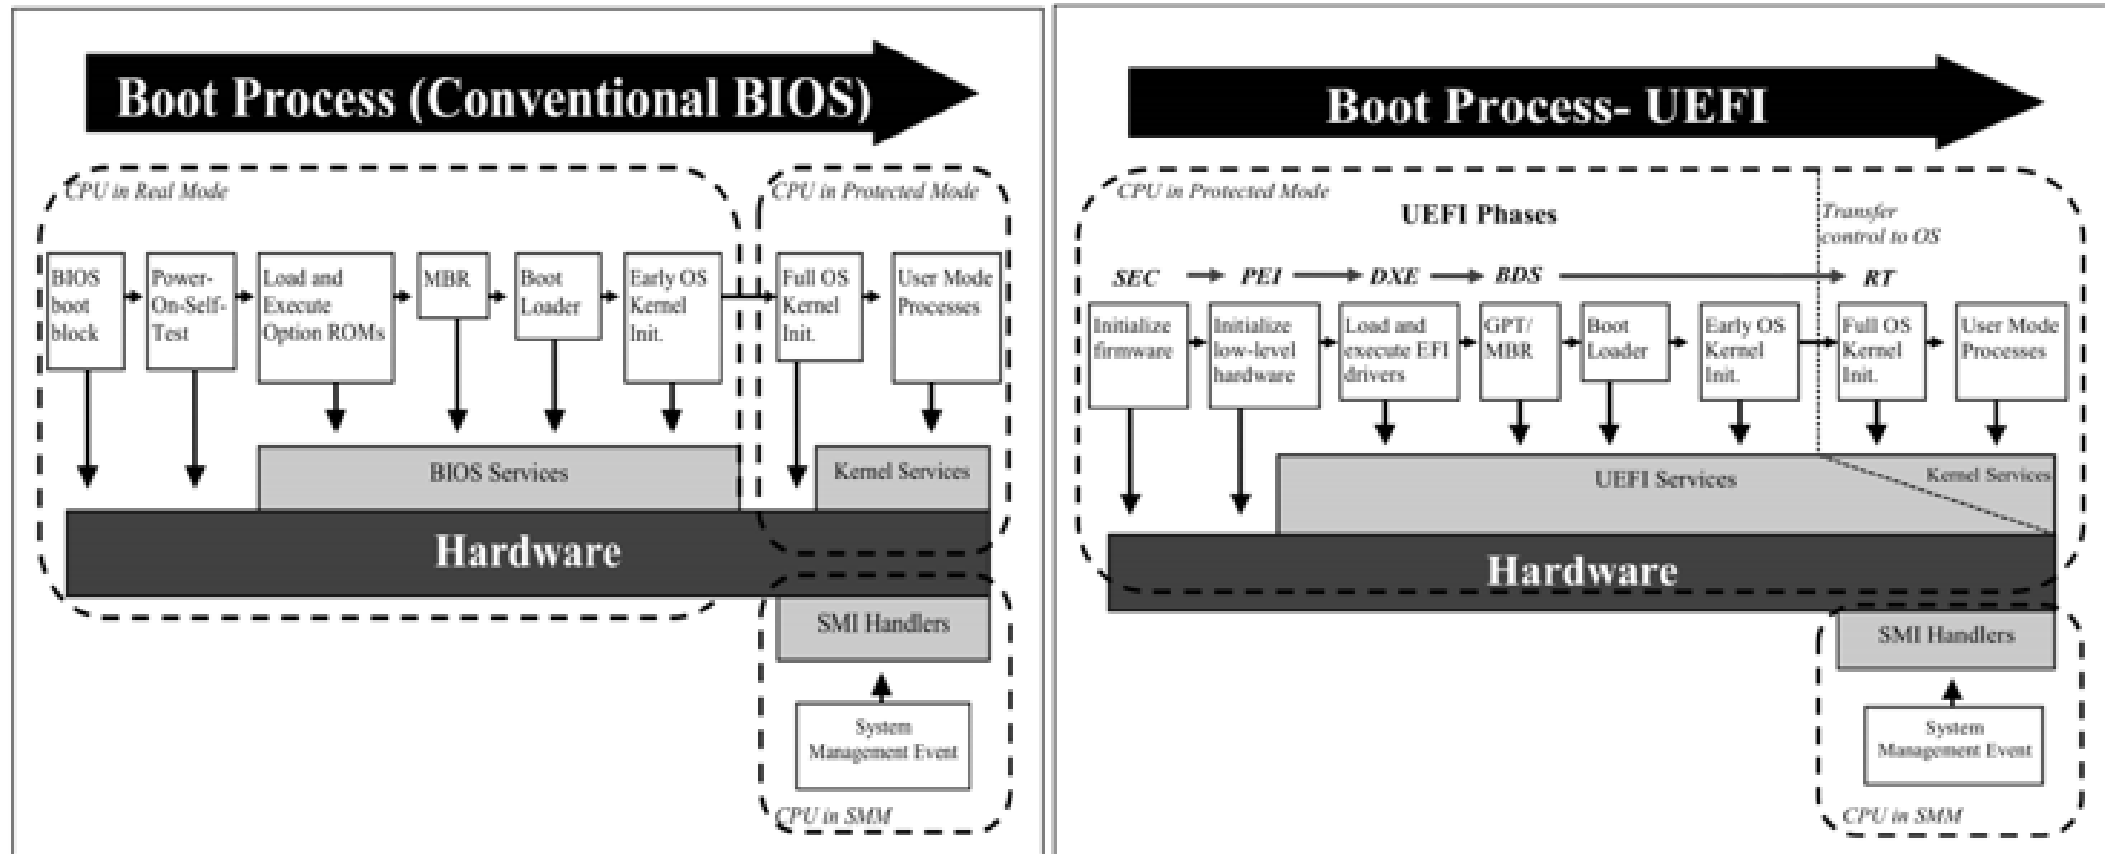 Boot Process (Conventional BIOS)
CPU in Real Mode
CPU in Protected Mode
BIOS
boot
block
Power-
On-Self-
Test
Load and
Execute
Option ROMs
MBR
Boot
Loader
Early OS
Kernel
Init.
Full OS
Kernel
Init.
User Mode
Processes
BIOS Services
Kernel Services
Hardware
SMI Handlers
System
Management Event
CPU in SMM
Boot Process- UEFI
CPU in Protected Mode
UEFI Phases
Transfer
control to OS
SEC
PEI
DXE
BDS
RT
Initialize
firmware
Initialize
low-level
hardware
Load and
execute EFI
drivers
GPT/
MBR
Boot
Loader
Early OS
Kernel
Init.
Full OS
Kernel
Init.
User Mode
Processes
UEFI Services
Kernel Services
Hardware
SMI Handlers
System
Management Event
CPU in SMM